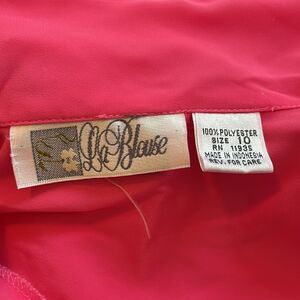 La Blouse
100% POLYESTER
SIZE 10
RN 11935
MADE IN INDONESIA
REV. FOR CARE